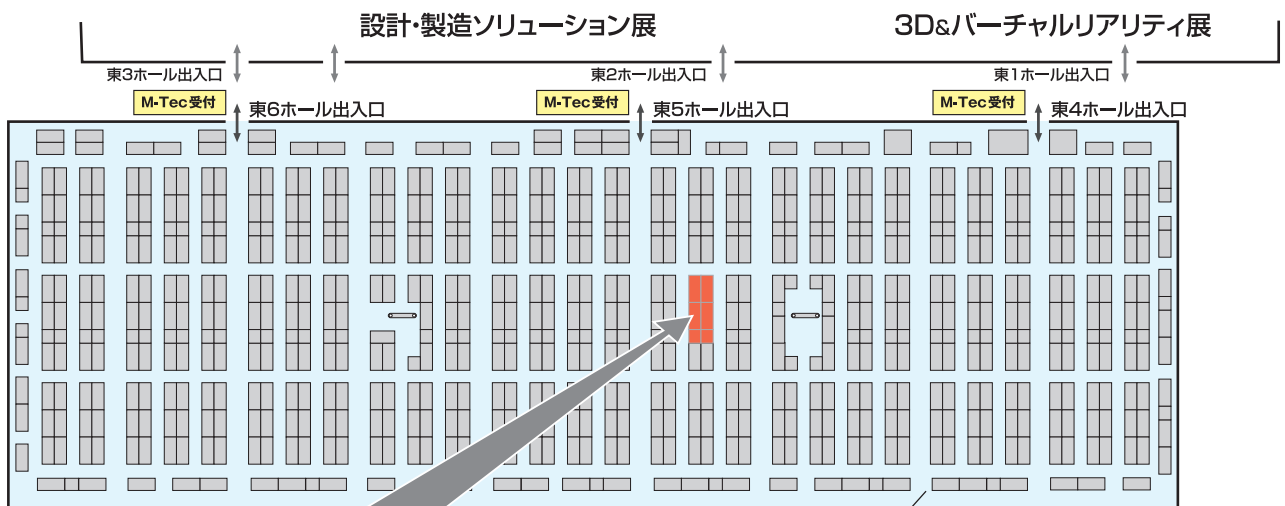 設計・製造ソリューション展
3D&バーチャルリアリティ展
東3ホール出入口
東2ホール出入口
東1ホール出入口
M-Tec受付
東6ホール出入口
M-Tec受付
東5ホール出入口
M-Tec受付
東4ホール出入口